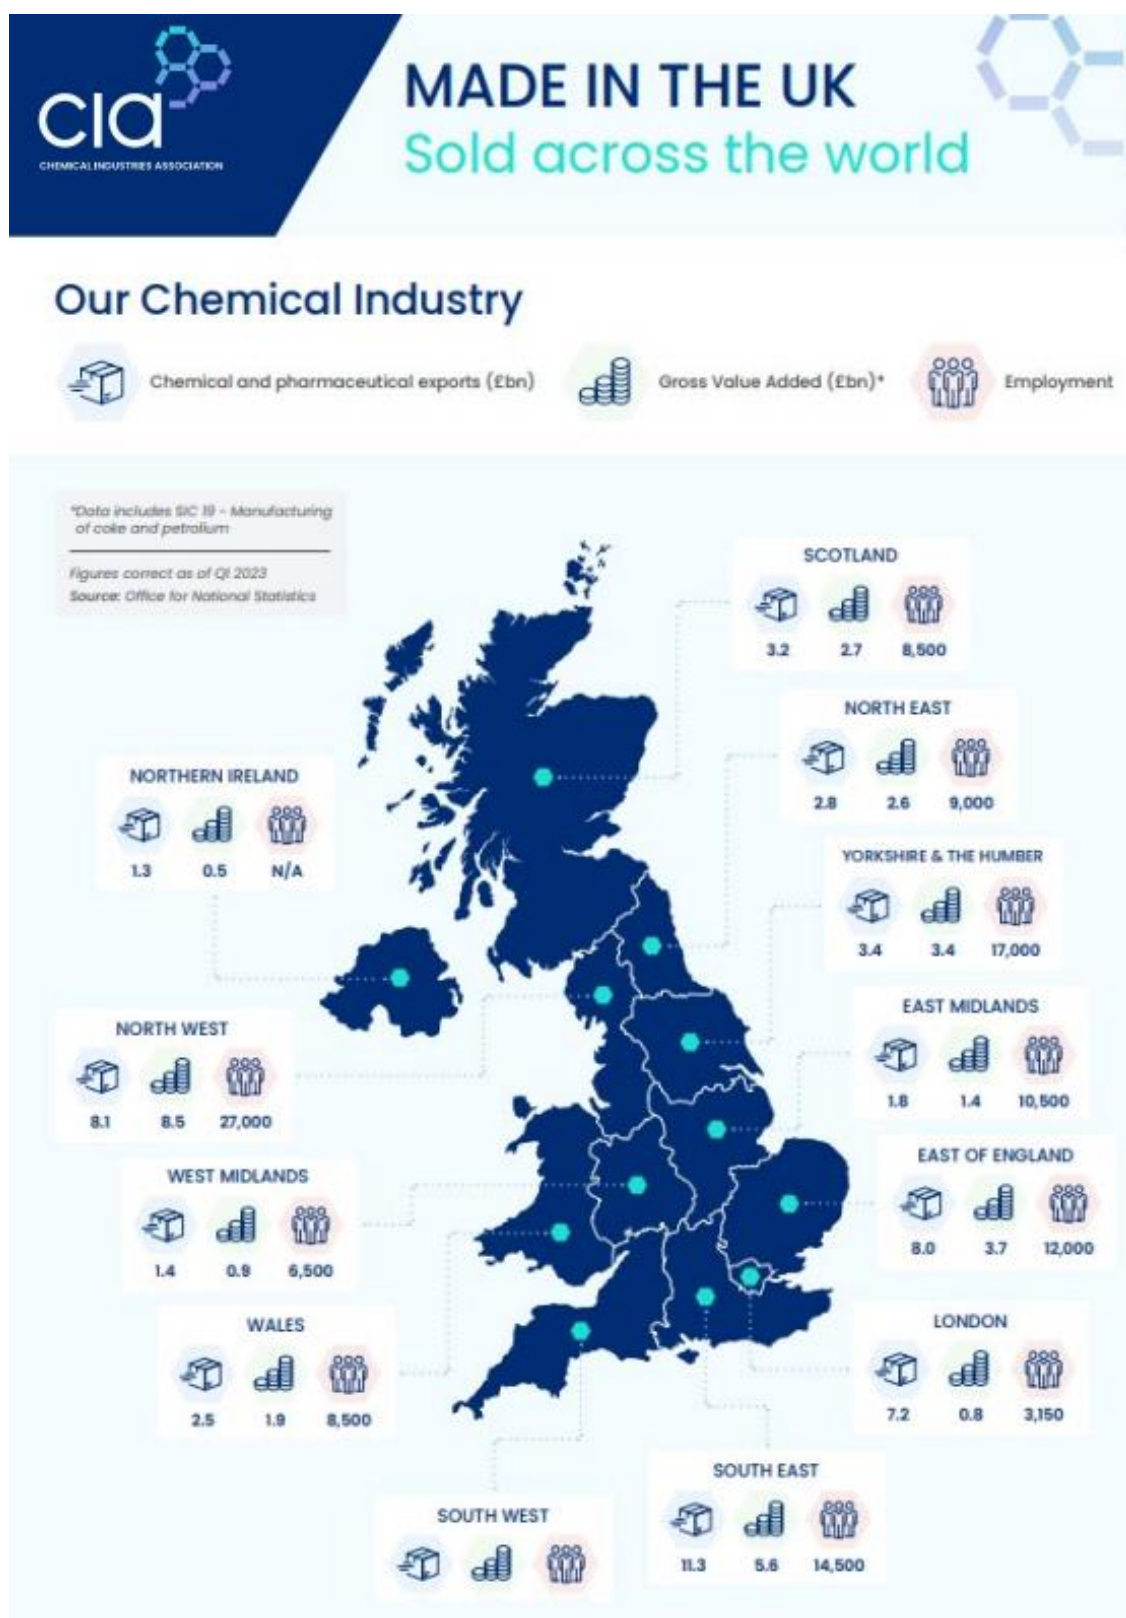 cia
CHEMICAL INDUSTRIES ASSOCIATION
MADE IN THE UK
Sold across the world
Our Chemical Industry
Chemical and pharmaceutical exports (£bn)
Gross Value Added (£bn)*
Employment
*Data includes SIC 19 - Manufacturing
of coke and petrolium
Figures correct as of Q1 2023
Source: Office for National Statistics
SCOTLAND
3.2 2.7 8,500
NORTH EAST
2.8 2.6 9,000
NORTHERN IRELAND
1.3 0.5 N/A
YORKSHIRE & THE HUMBER
3.4 3.4 17,000
EAST MIDLANDS
1.8 1.4 10,500
NORTH WEST
8.1 8.5 27,000
EAST OF ENGLAND
8.0 3.7 12,000
WEST MIDLANDS
1.4 0.9 6,500
LONDON
7.2 0.8 3,150
WALES
2.5 1.9 8,500
SOUTH EAST
11.3 5.6 14,500
SOUTH WEST